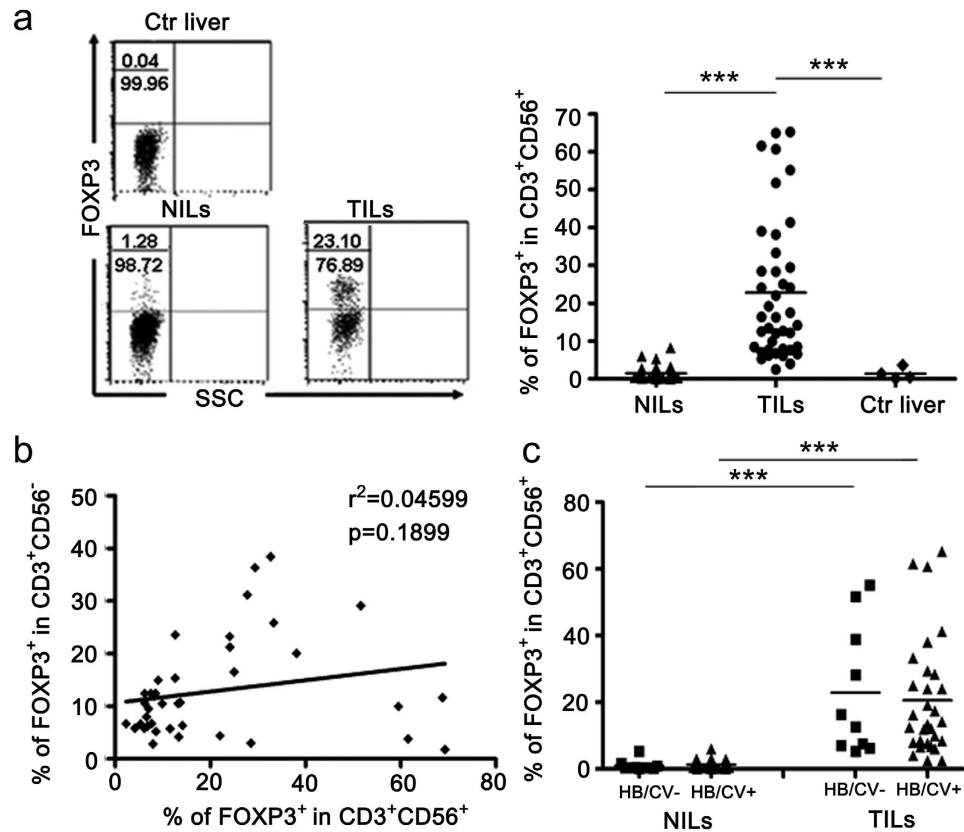 a
Ctr liver
0.04
99.96
FOXP3
NILs
TILs
1.28
98.72
23.10
76.89
SSC
***
***
% of FOXP3⁺ in CD3⁺CD56⁺
70
60
50
40
30
20
10
0
NILs
TILs
Ctr liver
b
% of FOXP3⁺ in CD3⁺CD56⁻
r²=0.04599
p=0.1899
50
40
30
20
10
0
0
20
40
60
80
% of FOXP3⁺ in CD3⁺CD56⁺
c
***
***
% of FOXP3⁺ in CD3⁺CD56⁺
80
60
40
20
0
HB/CV-
HB/CV+
HB/CV-
HB/CV+
NILs
TILs